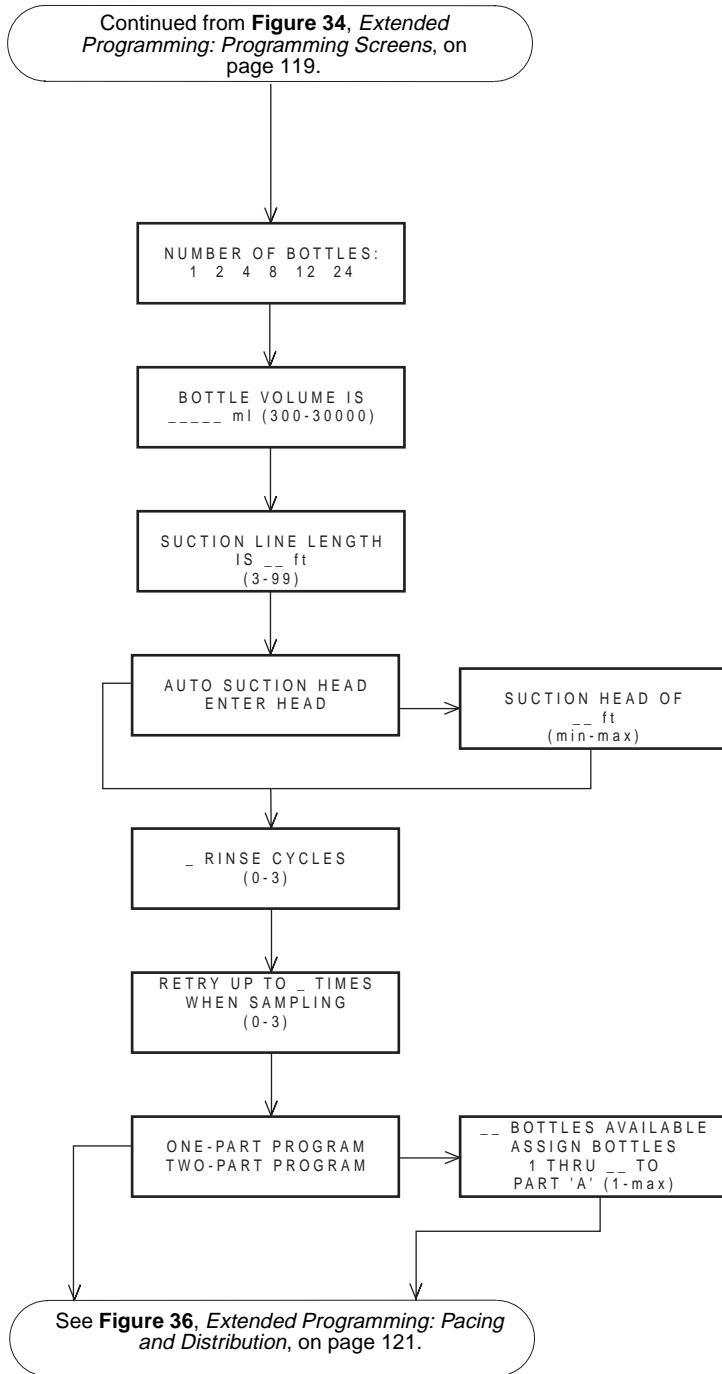 Continued from Figure 34, Extended
Programming: Programming Screens, on
page 119.
NUMBER OF BOTTLES:
1 2 4 8 12 24
BOTTLE VOLUME IS
_____ ml (300-30000)
SUCTION LINE LENGTH
IS __ ft
(3-99)
AUTO SUCTION HEAD
ENTER HEAD
SUCTION HEAD OF
__ ft
(min-max)
_ RINSE CYCLES
(0-3)
RETRY UP TO _ TIMES
WHEN SAMPLING
(0-3)
ONE-PART PROGRAM
TWO-PART PROGRAM
__ BOTTLES AVAILABLE
ASSIGN BOTTLES
1 THRU __ TO
PART 'A' (1-max)
See Figure 36, Extended Programming: Pacing
and Distribution, on page 121.